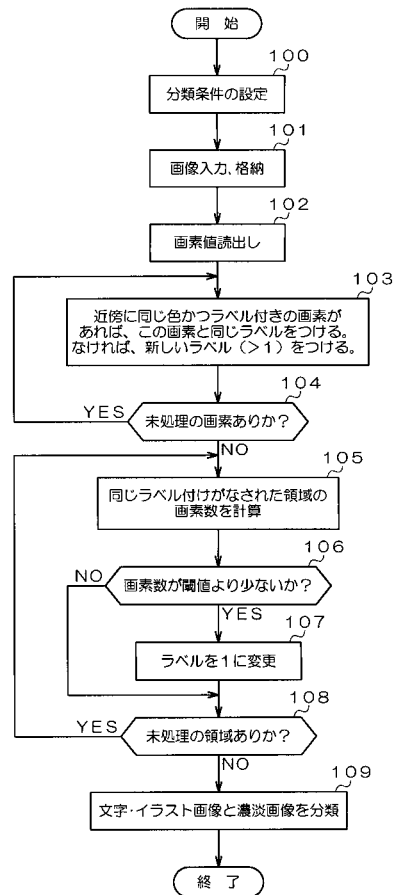 開 始
100
分類条件の設定
101
画像入力、格納
102
画素値読出し
103
近傍に同じ色かつラベル付きの画素が
あれば、この画素と同じラベルをつける。
なければ、新しいラベル（＞1）をつける。
104
未処理の画素ありか？
YES
NO
105
同じラベル付けがなされた領域の
画素数を計算
106
画素数が閾値より少ないか？
NO
YES
107
ラベルを1に変更
108
未処理の領域ありか？
YES
NO
109
文字・イラスト画像と濃淡画像を分類
終 了